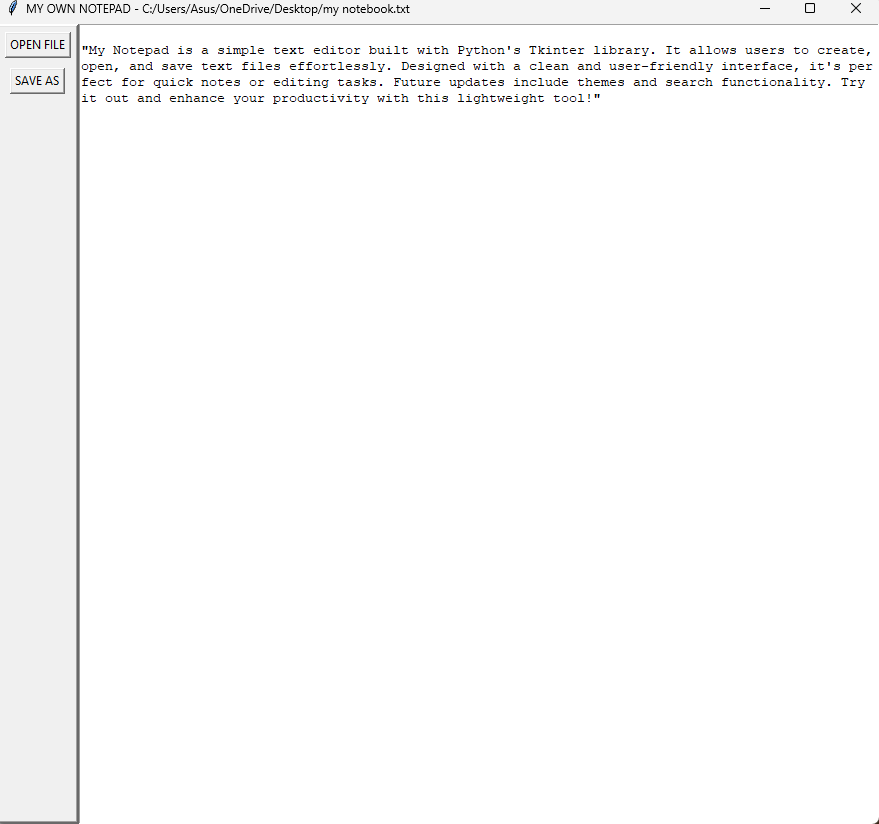 MY OWN NOTEPAD - C:/Users/Asus/OneDrive/Desktop/my notebook.txt
OPEN FILE
SAVE AS
"My Notepad is a simple text editor built with Python's Tkinter library. It allows users to create,
open, and save text files effortlessly. Designed with a clean and user-friendly interface, it's per
fect for quick notes or editing tasks. Future updates include themes and search functionality. Try
it out and enhance your productivity with this lightweight tool!"